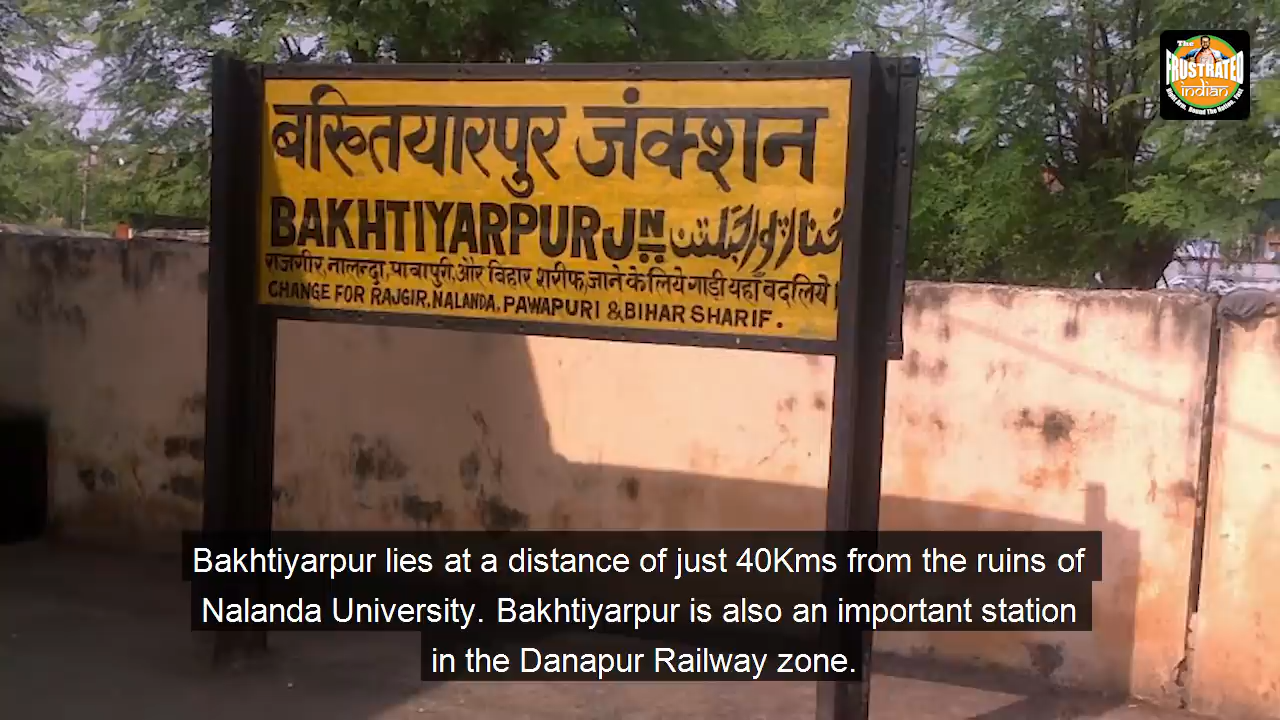 बख्तियारपुर जंक्शन
BAKHTIYARPUR JN
राजगीर, नालन्दा, पावापुरी, और बिहार शरीफ, जाने के लिये गाड़ी यहाँ बदलिये।
CHANGE FOR RAJGIR, NALANDA, PAWAPURI & BIHAR SHARIF.
The
FRUSTRATED
indian
Bakhtiyarpur lies at a distance of just 40Kms from the ruins of
Nalanda University. Bakhtiyarpur is also an important station
in the Danapur Railway zone.